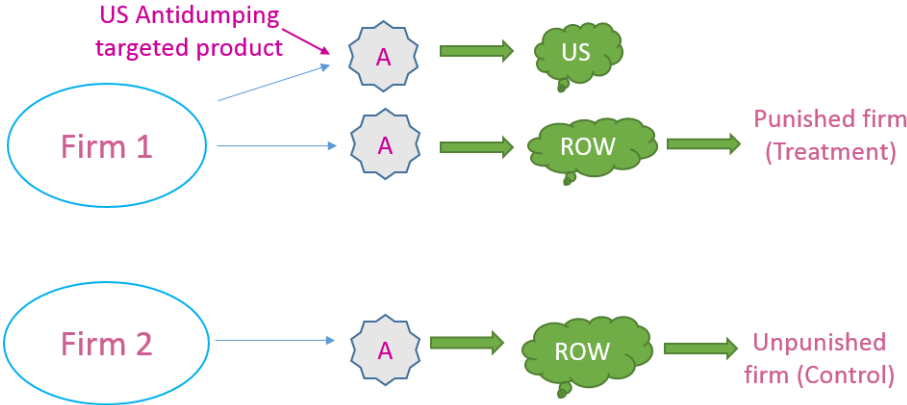 US Antidumping
targeted product
A
US
Firm 1
A
ROW
Punished firm
(Treatment)
Firm 2
A
ROW
Unpunished
firm (Control)